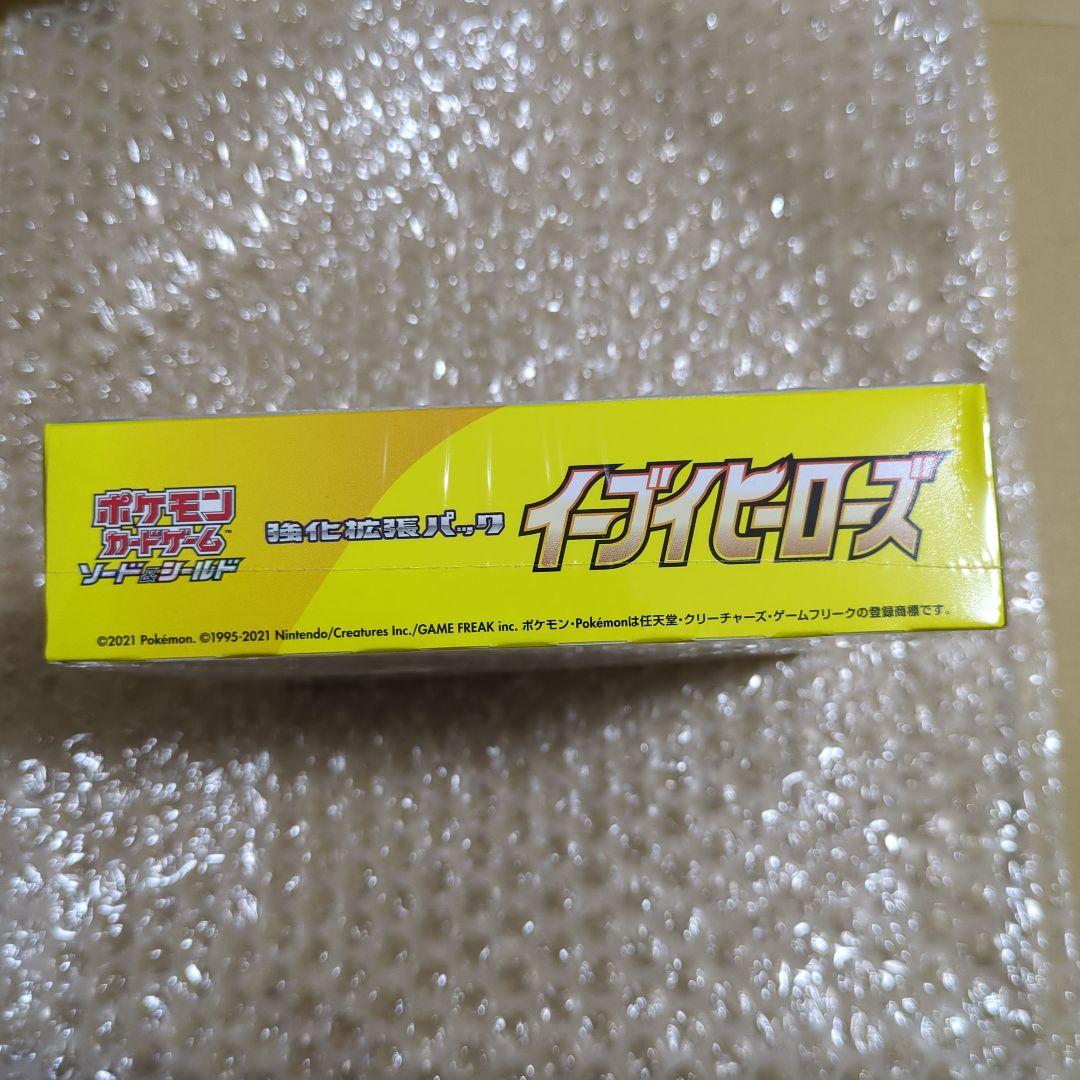 ポケモン
カードゲーム™
ソード&シールド
強化拡張パック
イーブイヒーローズ
©2021 Pokémon. ©1995-2021 Nintendo/Creatures Inc./GAME FREAK inc. ポケモン・Pokémonは任天堂・クリーチャーズ・ゲームフリークの登録商標です。